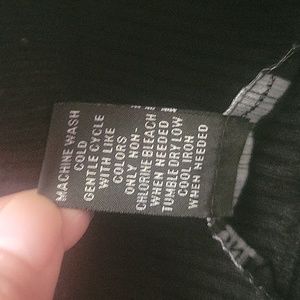 MACHINE WASH
COLD
GENTLE CYCLE
WITH LIKE
COLORS
ONLY NON-
CHLORINE BLEACH
WHEN NEEDED
TUMBLE DRY LOW
COOL IRON
WHEN NEEDED